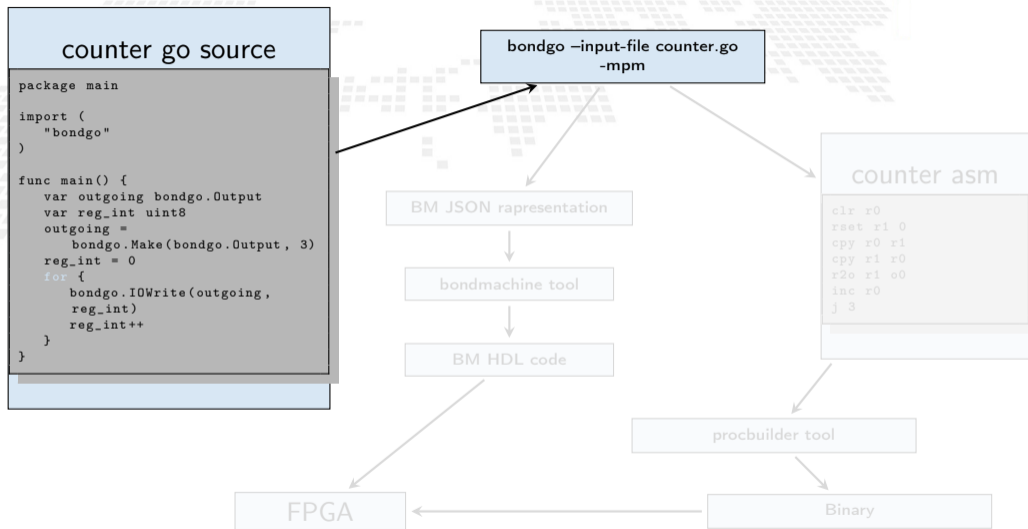 counter go source
package main
import (
"bondgo"
)
func main() {
var outgoing bondgo.Output
var reg_int uint8
outgoing =
bondgo.Make(bondgo.Output, 3)
reg_int = 0
for {
bondgo.IOWrite(outgoing,
reg_int)
reg_int++
}
}
bondgo –input-file counter.go
-mpm
BM JSON rapresentation
bondmachine tool
BM HDL code
FPGA
counter asm
clr r0
rset r1 0
cpy r0 r1
cpy r1 r0
r2o r1 o0
inc r0
j 3
procbuilder tool
Binary